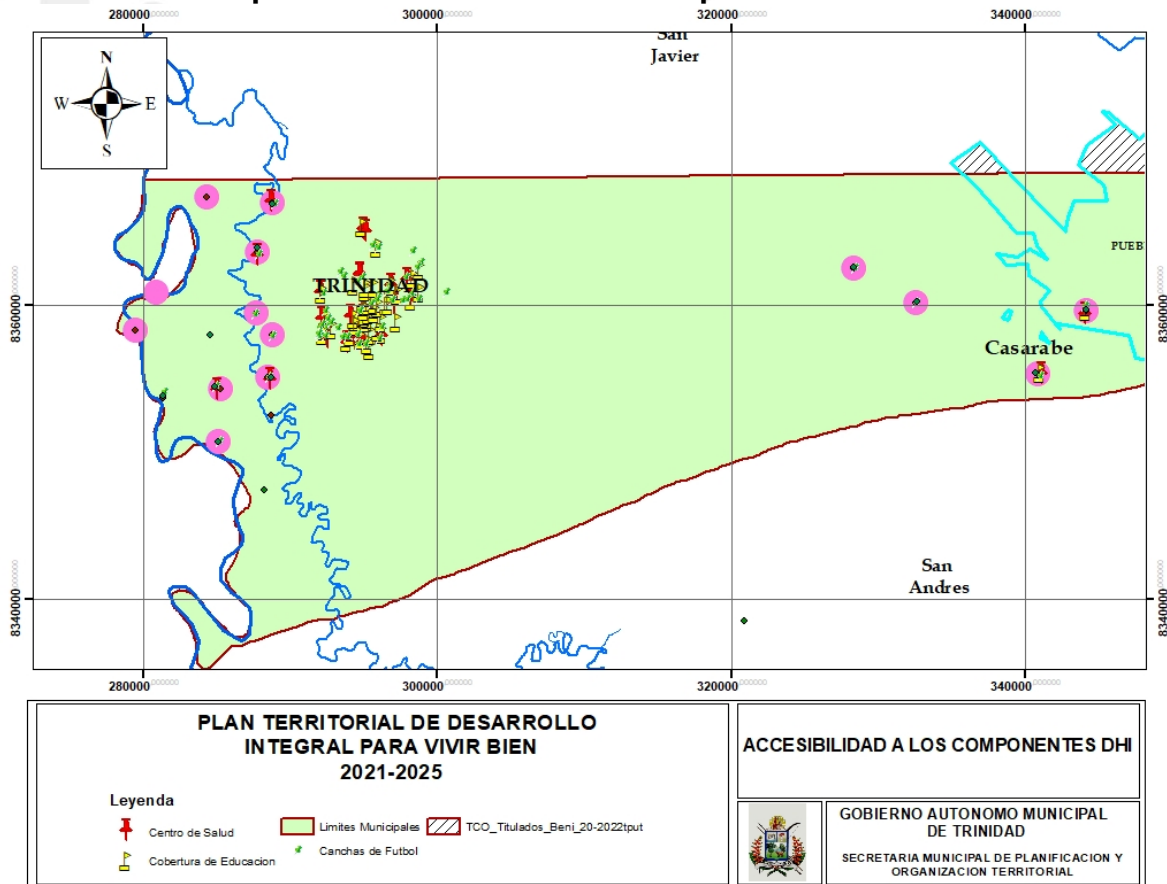 280000
300000
320000
340000
N
W E
S
San
Javier
PUEB
8360000
TRINIDAD
8360000
Casarabe
San
Andres
8340000
8340000
280000
300000
320000
340000
PLAN TERRITORIAL DE DESARROLLO
INTEGRAL PARA VIVIR BIEN
2021-2025
Leyenda
Centro de Salud
Limites Municipales
TCO_Titulados_Beni_20-2022tput
Cobertura de Educacion
Canchas de Futbol
ACCESIBILIDAD A LOS COMPONENTES DHI
GOBIERNO AUTONOMO MUNICIPAL
DE TRINIDAD
SECRETARIA MUNICIPAL DE PLANIFICACION Y
ORGANIZACION TERRITORIAL